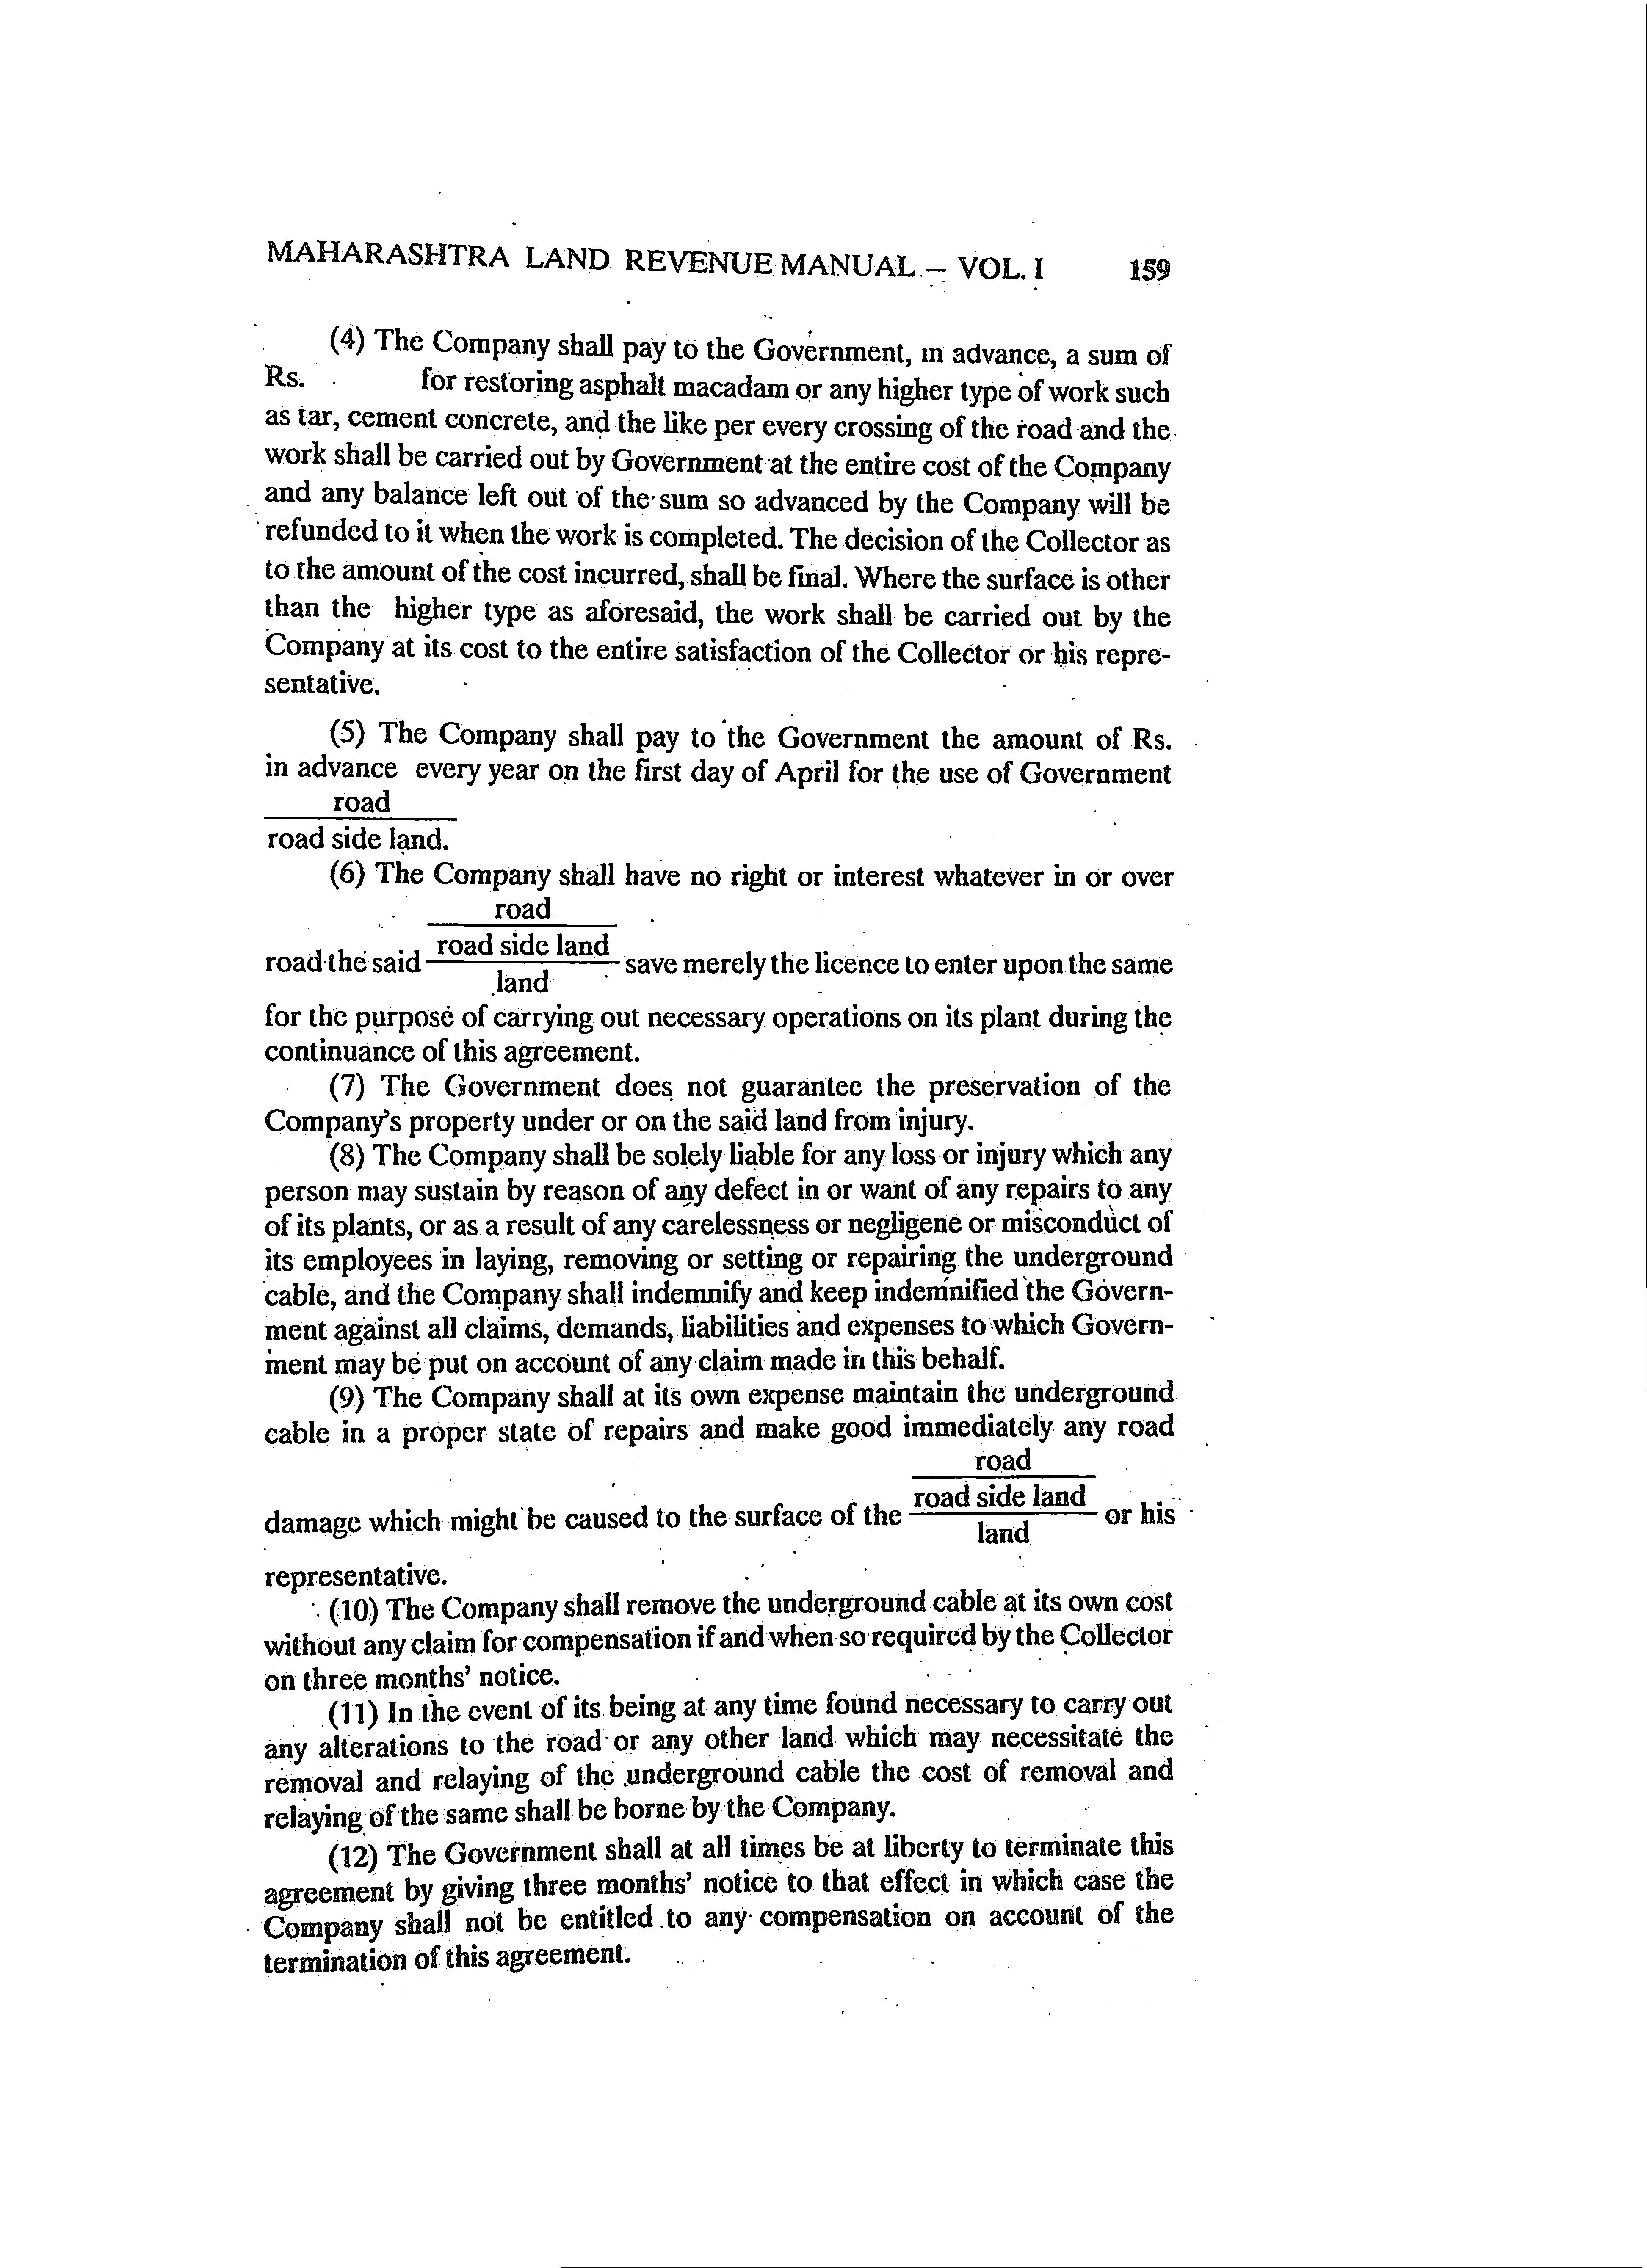 MAHARASHTRA LAND REVENUE MANUAL – VOL. I 159
(4) The Company shall pay to the Government, in advance, a sum of
Rs. for restoring asphalt macadam or any higher type of work such
as tar, cement concrete, and the like per every crossing of the road and the
work shall be carried out by Government at the entire cost of the Company
and any balance left out of the sum so advanced by the Company will be
refunded to it when the work is completed. The decision of the Collector as
to the amount of the cost incurred, shall be final. Where the surface is other
than the higher type as aforesaid, the work shall be carried out by the
Company at its cost to the entire satisfaction of the Collector or his repre-
sentative.
(5) The Company shall pay to the Government the amount of Rs.
in advance every year on the first day of April for the use of Government
road
road side land.
(6) The Company shall have no right or interest whatever in or over
road
road side land
road the said save merely the licence to enter upon the same
land
for the purpose of carrying out necessary operations on its plant during the
continuance of this agreement.
(7) The Government does not guarantee the preservation of the
Company's property under or on the said land from injury.
(8) The Company shall be solely liable for any loss or injury which any
person may sustain by reason of any defect in or want of any repairs to any
of its plants, or as a result of any carelessness or negligene or misconduct of
its employees in laying, removing or setting or repairing the underground
cable, and the Company shall indemnify and keep indemnified the Govern-
ment against all claims, demands, liabilities and expenses to which Govern-
ment may be put on account of any claim made in this behalf.
(9) The Company shall at its own expense maintain the underground
cable in a proper state of repairs and make good immediately any road
road
road side land
damage which might be caused to the surface of the or his
land
representative.
(10) The Company shall remove the underground cable at its own cost
without any claim for compensation if and when so required by the Collector
on three months' notice.
(11) In the event of its being at any time found necessary to carry out
any alterations to the road or any other land which may necessitate the
removal and relaying of the underground cable the cost of removal and
relaying of the same shall be borne by the Company.
(12) The Government shall at all times be at liberty to terminate this
agreement by giving three months' notice to that effect in which case the
Company shall not be entitled to any compensation on account of the
termination of this agreement.